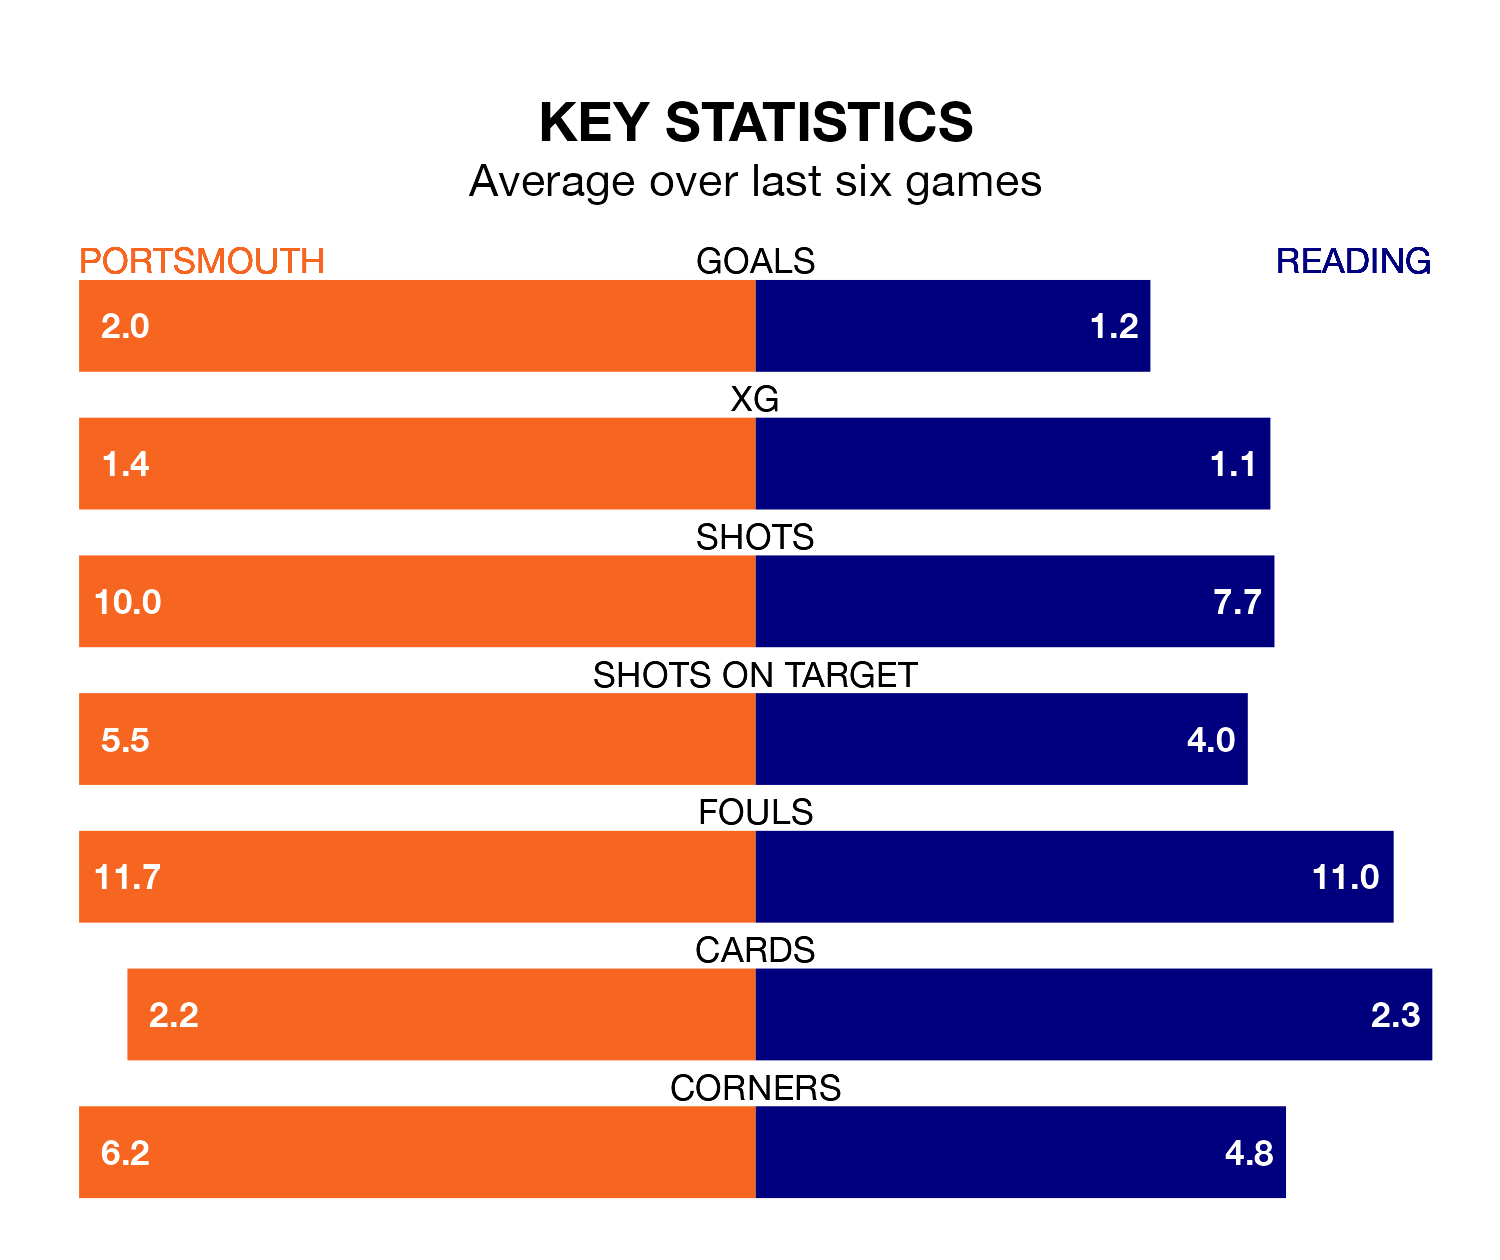 KEY STATISTICS
Average over last six games
PORTSMOUTH GOALS READING
2.0 1.2
XG
1.4 1.1
SHOTS
10.0 7.7
SHOTS ON TARGET
5.5 4.0
FOULS
11.7 11.0
CARDS
2.2 2.3
CORNERS
6.2 4.8